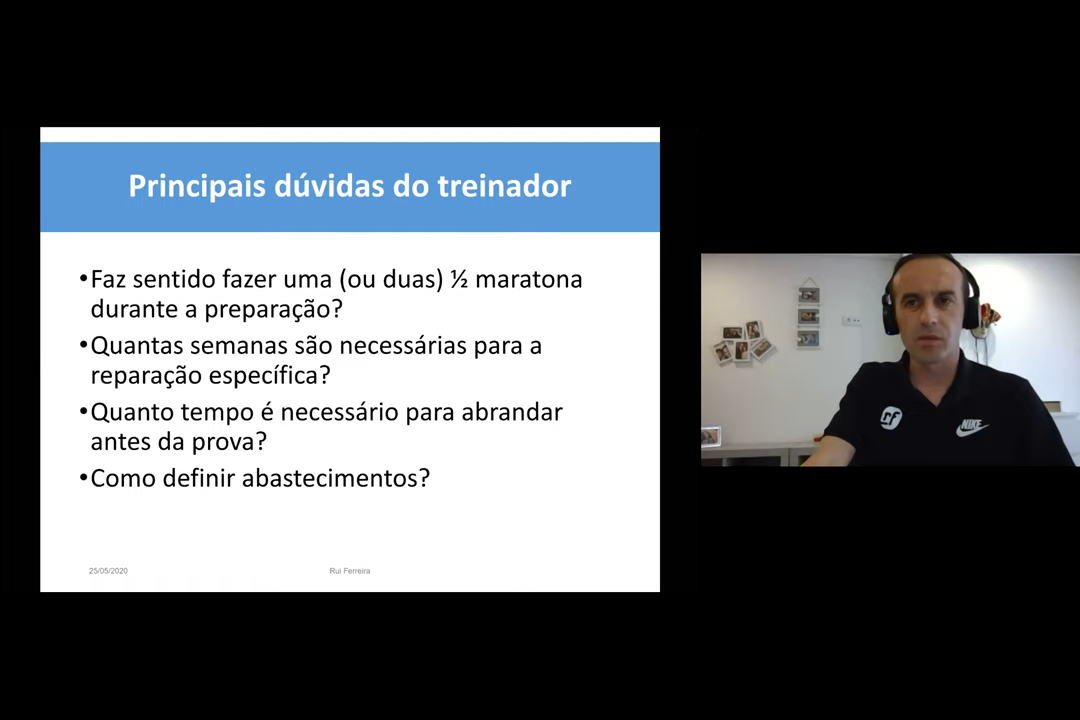 Principais dúvidas do treinador
•Faz sentido fazer uma (ou duas) ½ maratona
durante a preparação?
•Quantas semanas são necessárias para a
reparação específica?
•Quanto tempo é necessário para abrandar
antes da prova?
•Como definir abastecimentos?
25/05/2020
Rui Ferreira
rf
NIKE